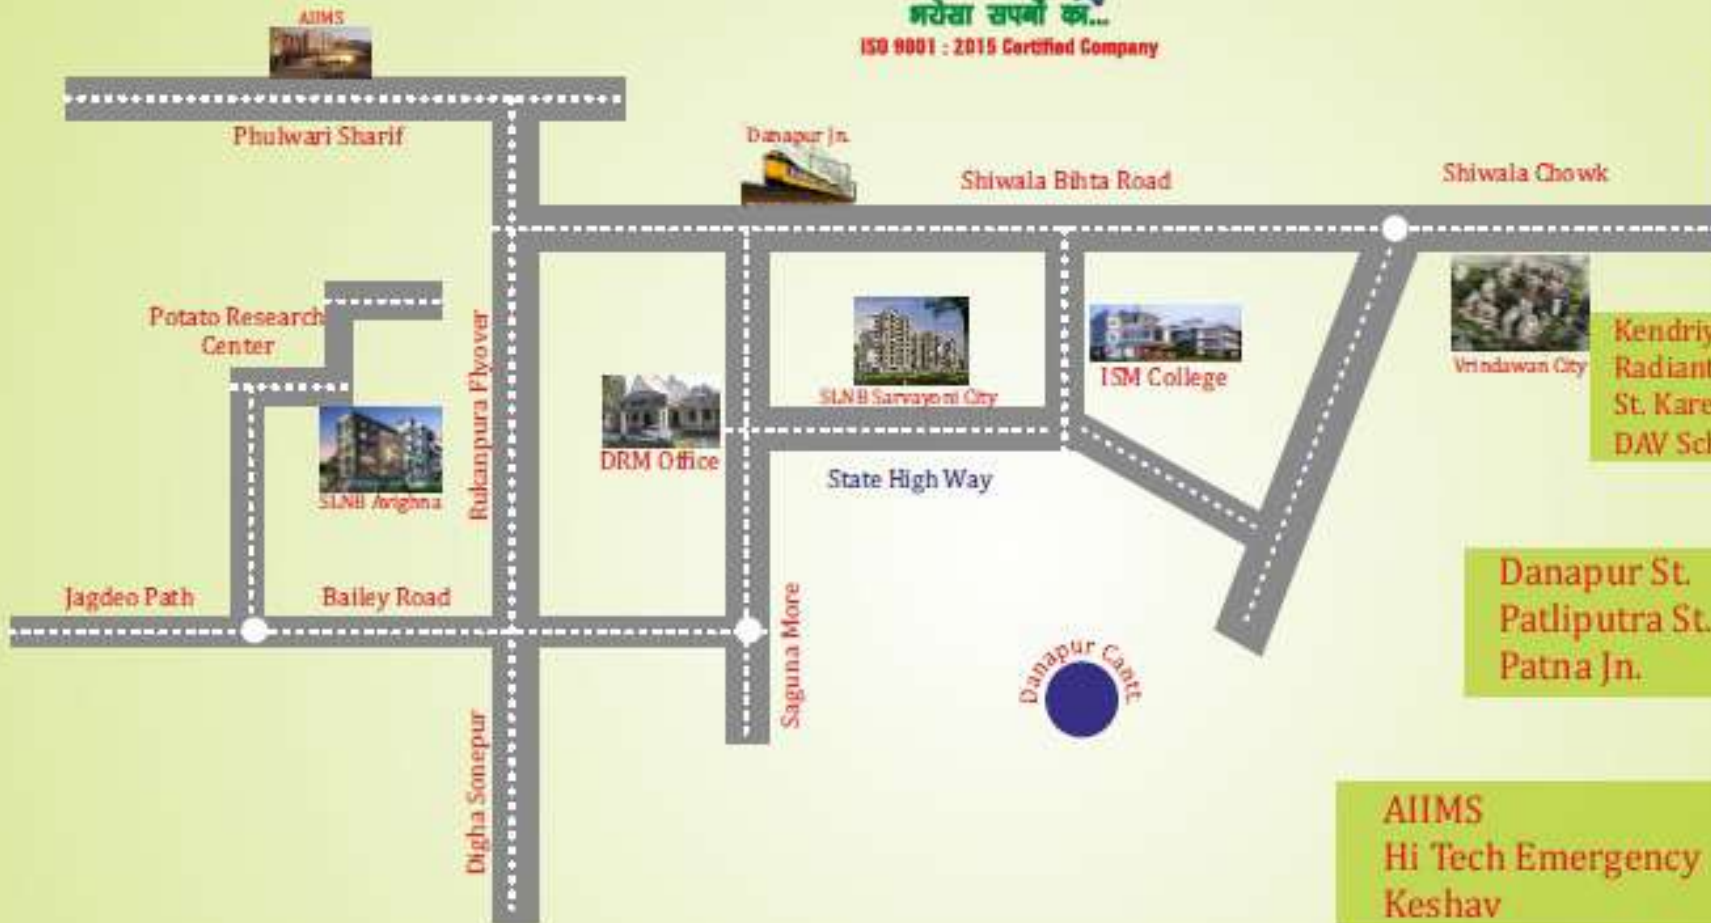 भरोसा सपनों का...
ISO 9001 : 2015 Certified Company
AIIMS
Phulwari Sharif
Danapur Jn.
Shiwala Bihta Road
Shiwala Chowk
Potato Research
Center
Rukanpura Flyover
SLNB Avighna
DRM Office
SLNB Sarvayoni City
ISM College
Vrindawan City
State High Way
Jagdeo Path
Bailey Road
Saguna More
Digha Sonepur
Danapur Cantt
Radiant
DAV
Danapur St.
Patliputra St.
Patna Jn.
AIIMS
Hi Tech Emergency
Keshav